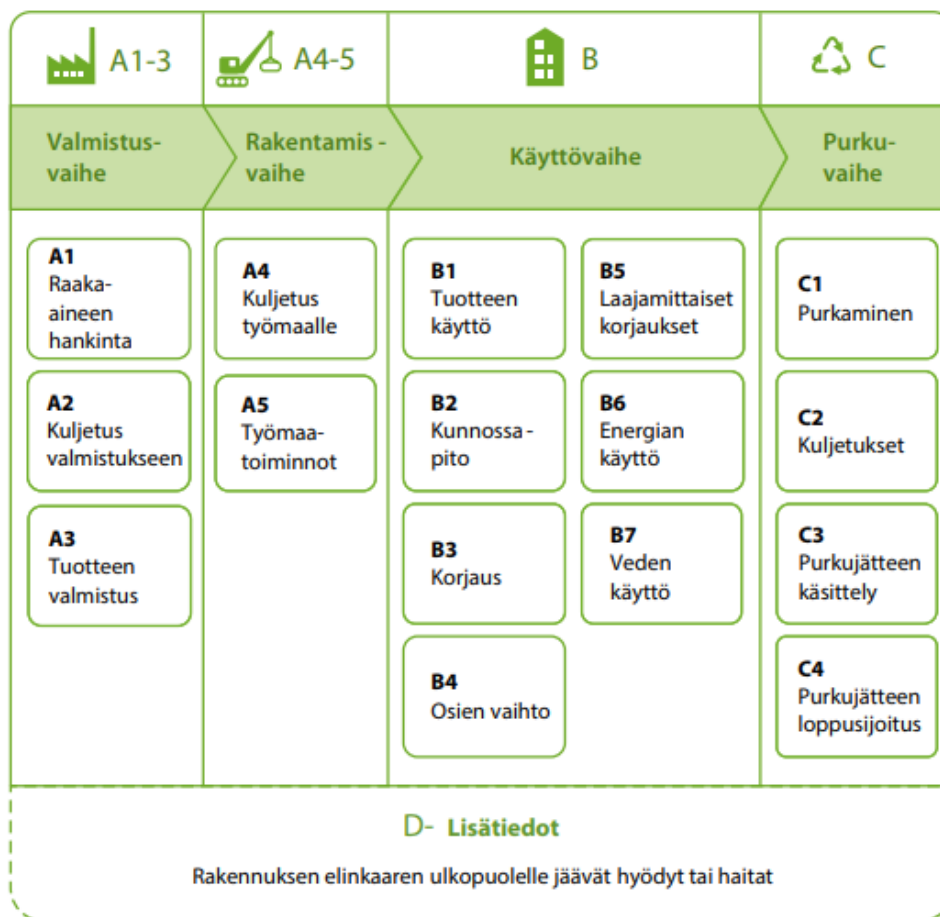 A1-3
A4-5
B
C
Valmistus-
vaihe
Rakentamis -
vaihe
Käyttövaihe
Purku-
vaihe
A1
Raaka-
aineen
hankinta
A2
Kuljetus
valmistukseen
A3
Tuotteen
valmistus
A4
Kuljetus
työmaalle
A5
Työmaa-
toiminnot
B1
Tuotteen
käyttö
B2
Kunnossa -
pito
B3
Korjaus
B4
Osien vaihto
B5
Laajamittaiset
korjaukset
B6
Energian
käyttö
B7
Veden
käyttö
C1
Purkaminen
C2
Kuljetukset
C3
Purkujätteen
käsittely
C4
Purkujätteen
loppusijoitus
D- Lisätiedot
Rakennuksen elinkaaren ulkopuolelle jäävät hyödyt tai haitat